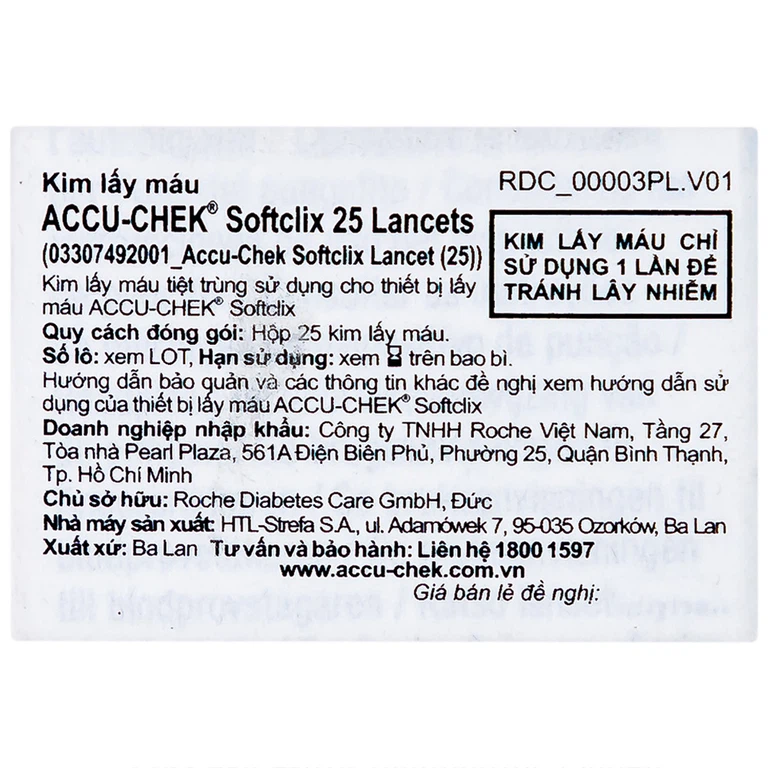 Kim lấy máu
RDC_00003PL.V01
ACCU-CHEK® Softclix 25 Lancets
(03307492001_Accu-Chek Softclix Lancet (25))
KIM LẤY MÁU CHỈ
SỬ DỤNG 1 LẦN ĐỂ
TRÁNH LÂY NHIỄM
Kim lấy máu tiệt trùng sử dụng cho thiết bị lấy
máu ACCU-CHEK® Softclix
Quy cách đóng gói: Hộp 25 kim lấy máu.
Số lô: xem LOT, Hạn sử dụng: xem ⌛ trên bao bì.
Hướng dẫn bảo quản và các thông tin khác đề nghị xem hướng dẫn sử
dụng của thiết bị lấy máu ACCU-CHEK® Softclix
Doanh nghiệp nhập khẩu: Công ty TNHH Roche Việt Nam, Tầng 27,
Tòa nhà Pearl Plaza, 561A Điện Biên Phủ, Phường 25, Quận Bình Thạnh,
Tp. Hồ Chí Minh
Chủ sở hữu: Roche Diabetes Care GmbH, Đức
Nhà máy sản xuất: HTL-Strefa S.A., ul. Adamówek 7, 95-035 Ozorków, Ba Lan
Xuất xứ: Ba Lan Tư vấn và bảo hành: Liên hệ 1800 1597
www.accu-chek.com.vn
Giá bán lẻ đề nghị: